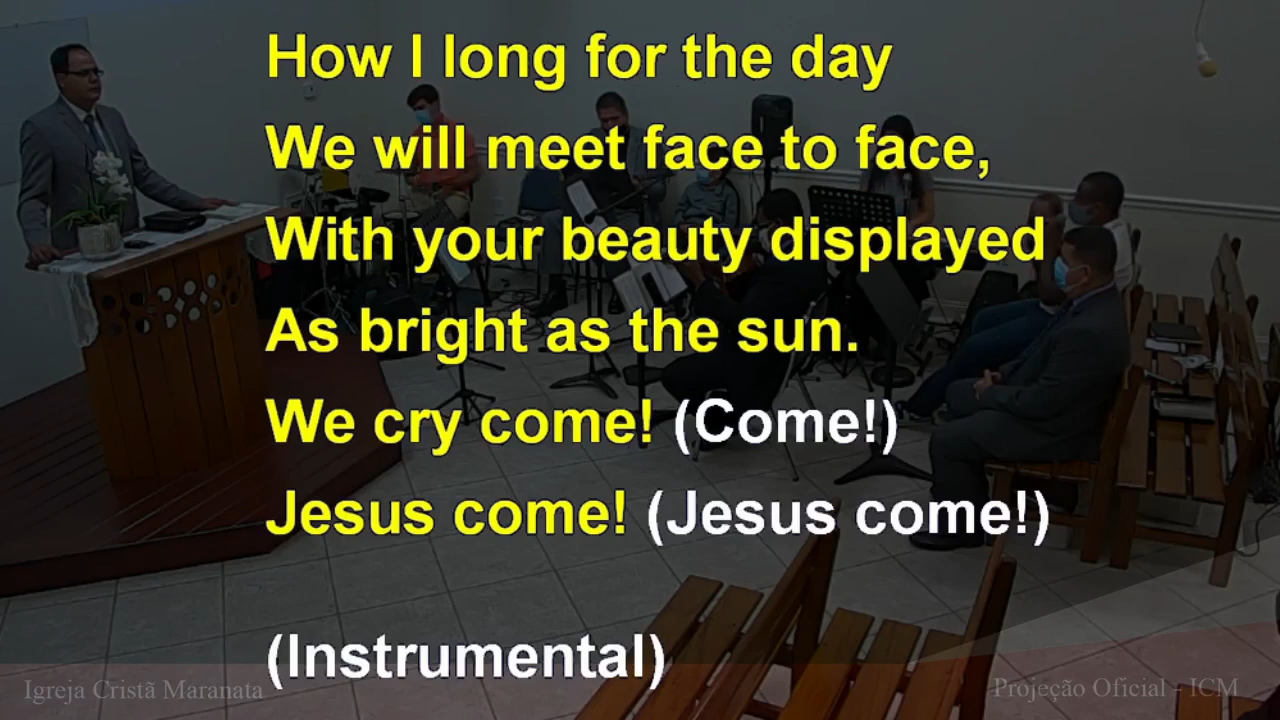 How I long for the day
We will meet face to face,
With your beauty displayed
As bright as the sun.
We cry come! (Come!)
Jesus come! (Jesus come!)
(Instrumental)
Igreja Cristã Maranata
Projeção Oficial - ICM